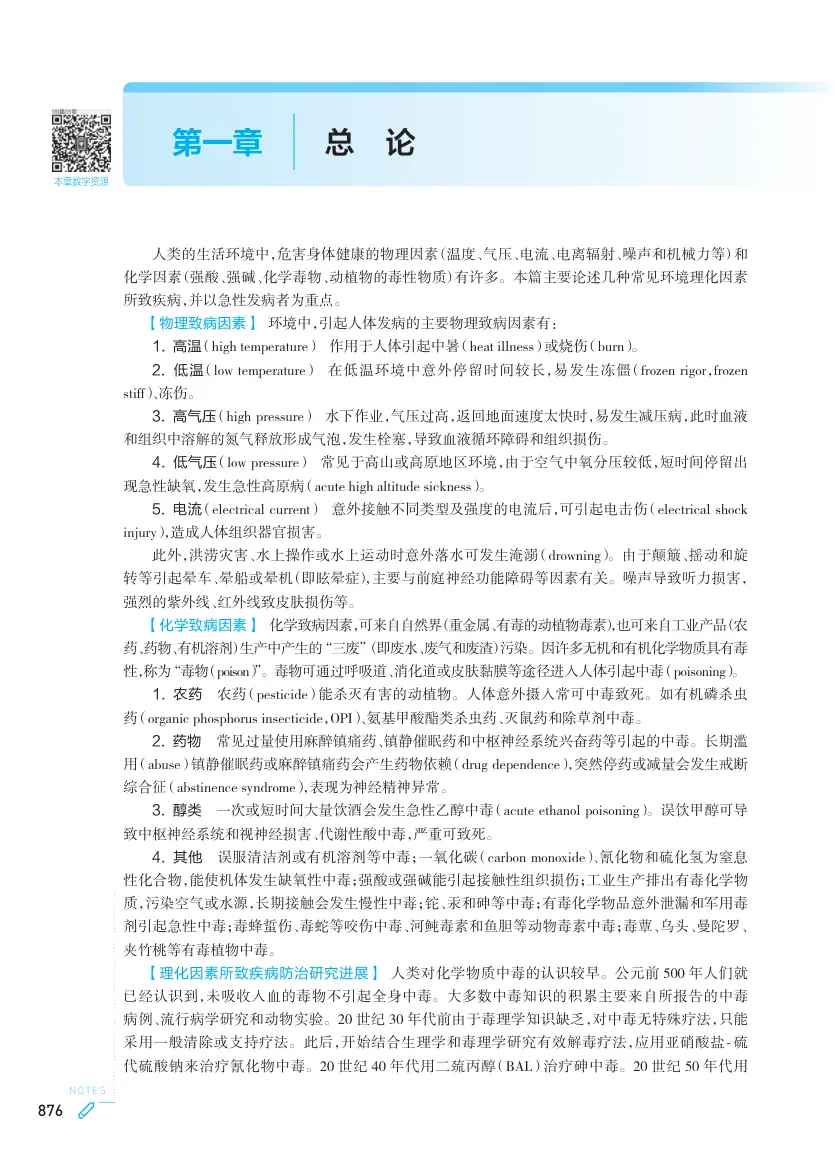 本章数字资源
第一章
总 论
人类的生活环境中,危害身体健康的物理因素(温度、气压、电流、电离辐射、噪声和机械力等)和
化学因素(强酸、强碱、化学毒物、动植物的毒性物质)有许多。本篇主要论述几种常见环境理化因素
所致疾病,并以急性发病者为重点。
【物理致病因素】 环境中,引起人体发病的主要物理致病因素有:
1. 高温(high temperature) 作用于人体引起中暑(heat illness)或烧伤(burn)。
2. 低温(low temperature) 在低温环境中意外停留时间较长,易发生冻僵(frozen rigor,frozen
stiff)、冻伤。
3. 高气压(high pressure) 水下作业,气压过高,返回地面速度太快时,易发生减压病,此时血液
和组织中溶解的氮气释放形成气泡,发生栓塞,导致血液循环障碍和组织损伤。
4. 低气压(low pressure) 常见于高山或高原地区环境,由于空气中氧分压较低,短时间停留出
现急性缺氧,发生急性高原病(acute high altitude sickness)。
5. 电流(electrical current) 意外接触不同类型及强度的电流后,可引起电击伤(electrical shock
injury),造成人体组织器官损害。
此外,洪涝灾害、水上操作或水上运动时意外落水可发生淹溺(drowning)。由于颠簸、摇动和旋
转等引起晕车、晕船或晕机(即眩晕症),主要与前庭神经功能障碍等因素有关。噪声导致听力损害,
强烈的紫外线、红外线致皮肤损伤等。
【化学致病因素】 化学致病因素,可来自自然界(重金属、有毒的动植物毒素),也可来自工业产品(农
药、药物、有机溶剂)生产中产生的“三废”(即废水、废气和废渣)污染。因许多无机和有机化学物质具有毒
性,称为“毒物(poison)”。毒物可通过呼吸道、消化道或皮肤黏膜等途径进入人体引起中毒(poisoning)。
1. 农药 农药(pesticide)能杀灭有害的动植物。人体意外摄入常可中毒致死。如有机磷杀虫
药(organic phosphorus insecticide,OPI)、氨基甲酸酯类杀虫药、灭鼠药和除草剂中毒。
2. 药物 常见过量使用麻醉镇痛药、镇静催眠药和中枢神经系统兴奋药等引起的中毒。长期滥
用(abuse)镇静催眠药或麻醉镇痛药会产生药物依赖(drug dependence),突然停药或减量会发生戒断
综合征(abstinence syndrome),表现为神经精神异常。
3. 醇类 一次或短时间大量饮酒会发生急性乙醇中毒(acute ethanol poisoning)。误饮甲醇可导
致中枢神经系统和视神经损害、代谢性酸中毒,严重可致死。
4. 其他 误服清洁剂或有机溶剂等中毒;一氧化碳(carbon monoxide)、氰化物和硫化氢为窒息
性化合物,能使机体发生缺氧性中毒;强酸或强碱能引起接触性组织损伤;工业生产排出有毒化学物
质,污染空气或水源,长期接触会发生慢性中毒;铊、汞和砷等中毒;有毒化学物品意外泄漏和军用毒
剂引起急性中毒;毒蜂蜇伤、毒蛇等咬伤中毒、河鲀毒素和鱼胆等动物毒素中毒;毒蕈、乌头、曼陀罗、
夹竹桃等有毒植物中毒。
【理化因素所致疾病防治研究进展】 人类对化学物质中毒的认识较早。公元前 500 年人们就
已经认识到,未吸收入血的毒物不引起全身中毒。大多数中毒知识的积累主要来自所报告的中毒
病例、流行病学研究和动物实验。20 世纪 30 年代前由于毒理学知识缺乏,对中毒无特殊疗法,只能
采用一般清除或支持疗法。此后,开始结合生理学和毒理学研究有效解毒疗法,应用亚硝酸盐-硫
代硫酸钠来治疗氰化物中毒。20 世纪 40 年代用二巯丙醇(BAL)治疗砷中毒。20 世纪 50 年代用
NOTES
876